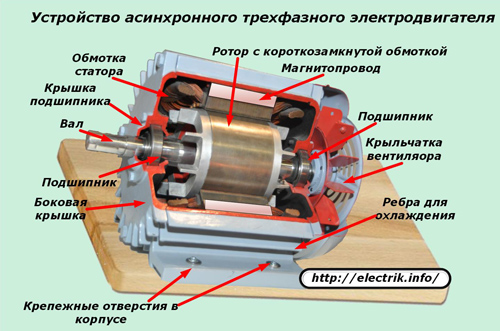 Устройство асинхронного трехфазного электродвигателя
Обмотка
статора
Ротор с короткозамкнутой обмоткой
Магнитопровод
Крышка
подшипника
Вал
Подшипник
Крыльчатка
вентиляора
Подшипник
Боковая
крышка
Ребра для
охлаждения
http://electrik.info/
Крепежные отверстия в
корпусе